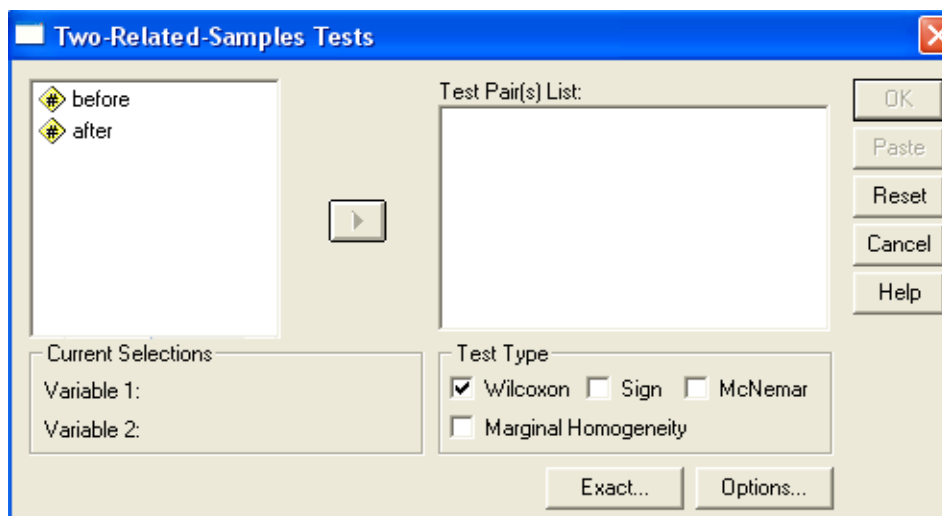 Two-Related-Samples Tests
before
after
Test Pair(s) List:
OK
Paste
Reset
Cancel
Help
Current Selections
Variable 1:
Variable 2:
Test Type
Wilcoxon Sign McNemar
Marginal Homogeneity
Exact... Options...